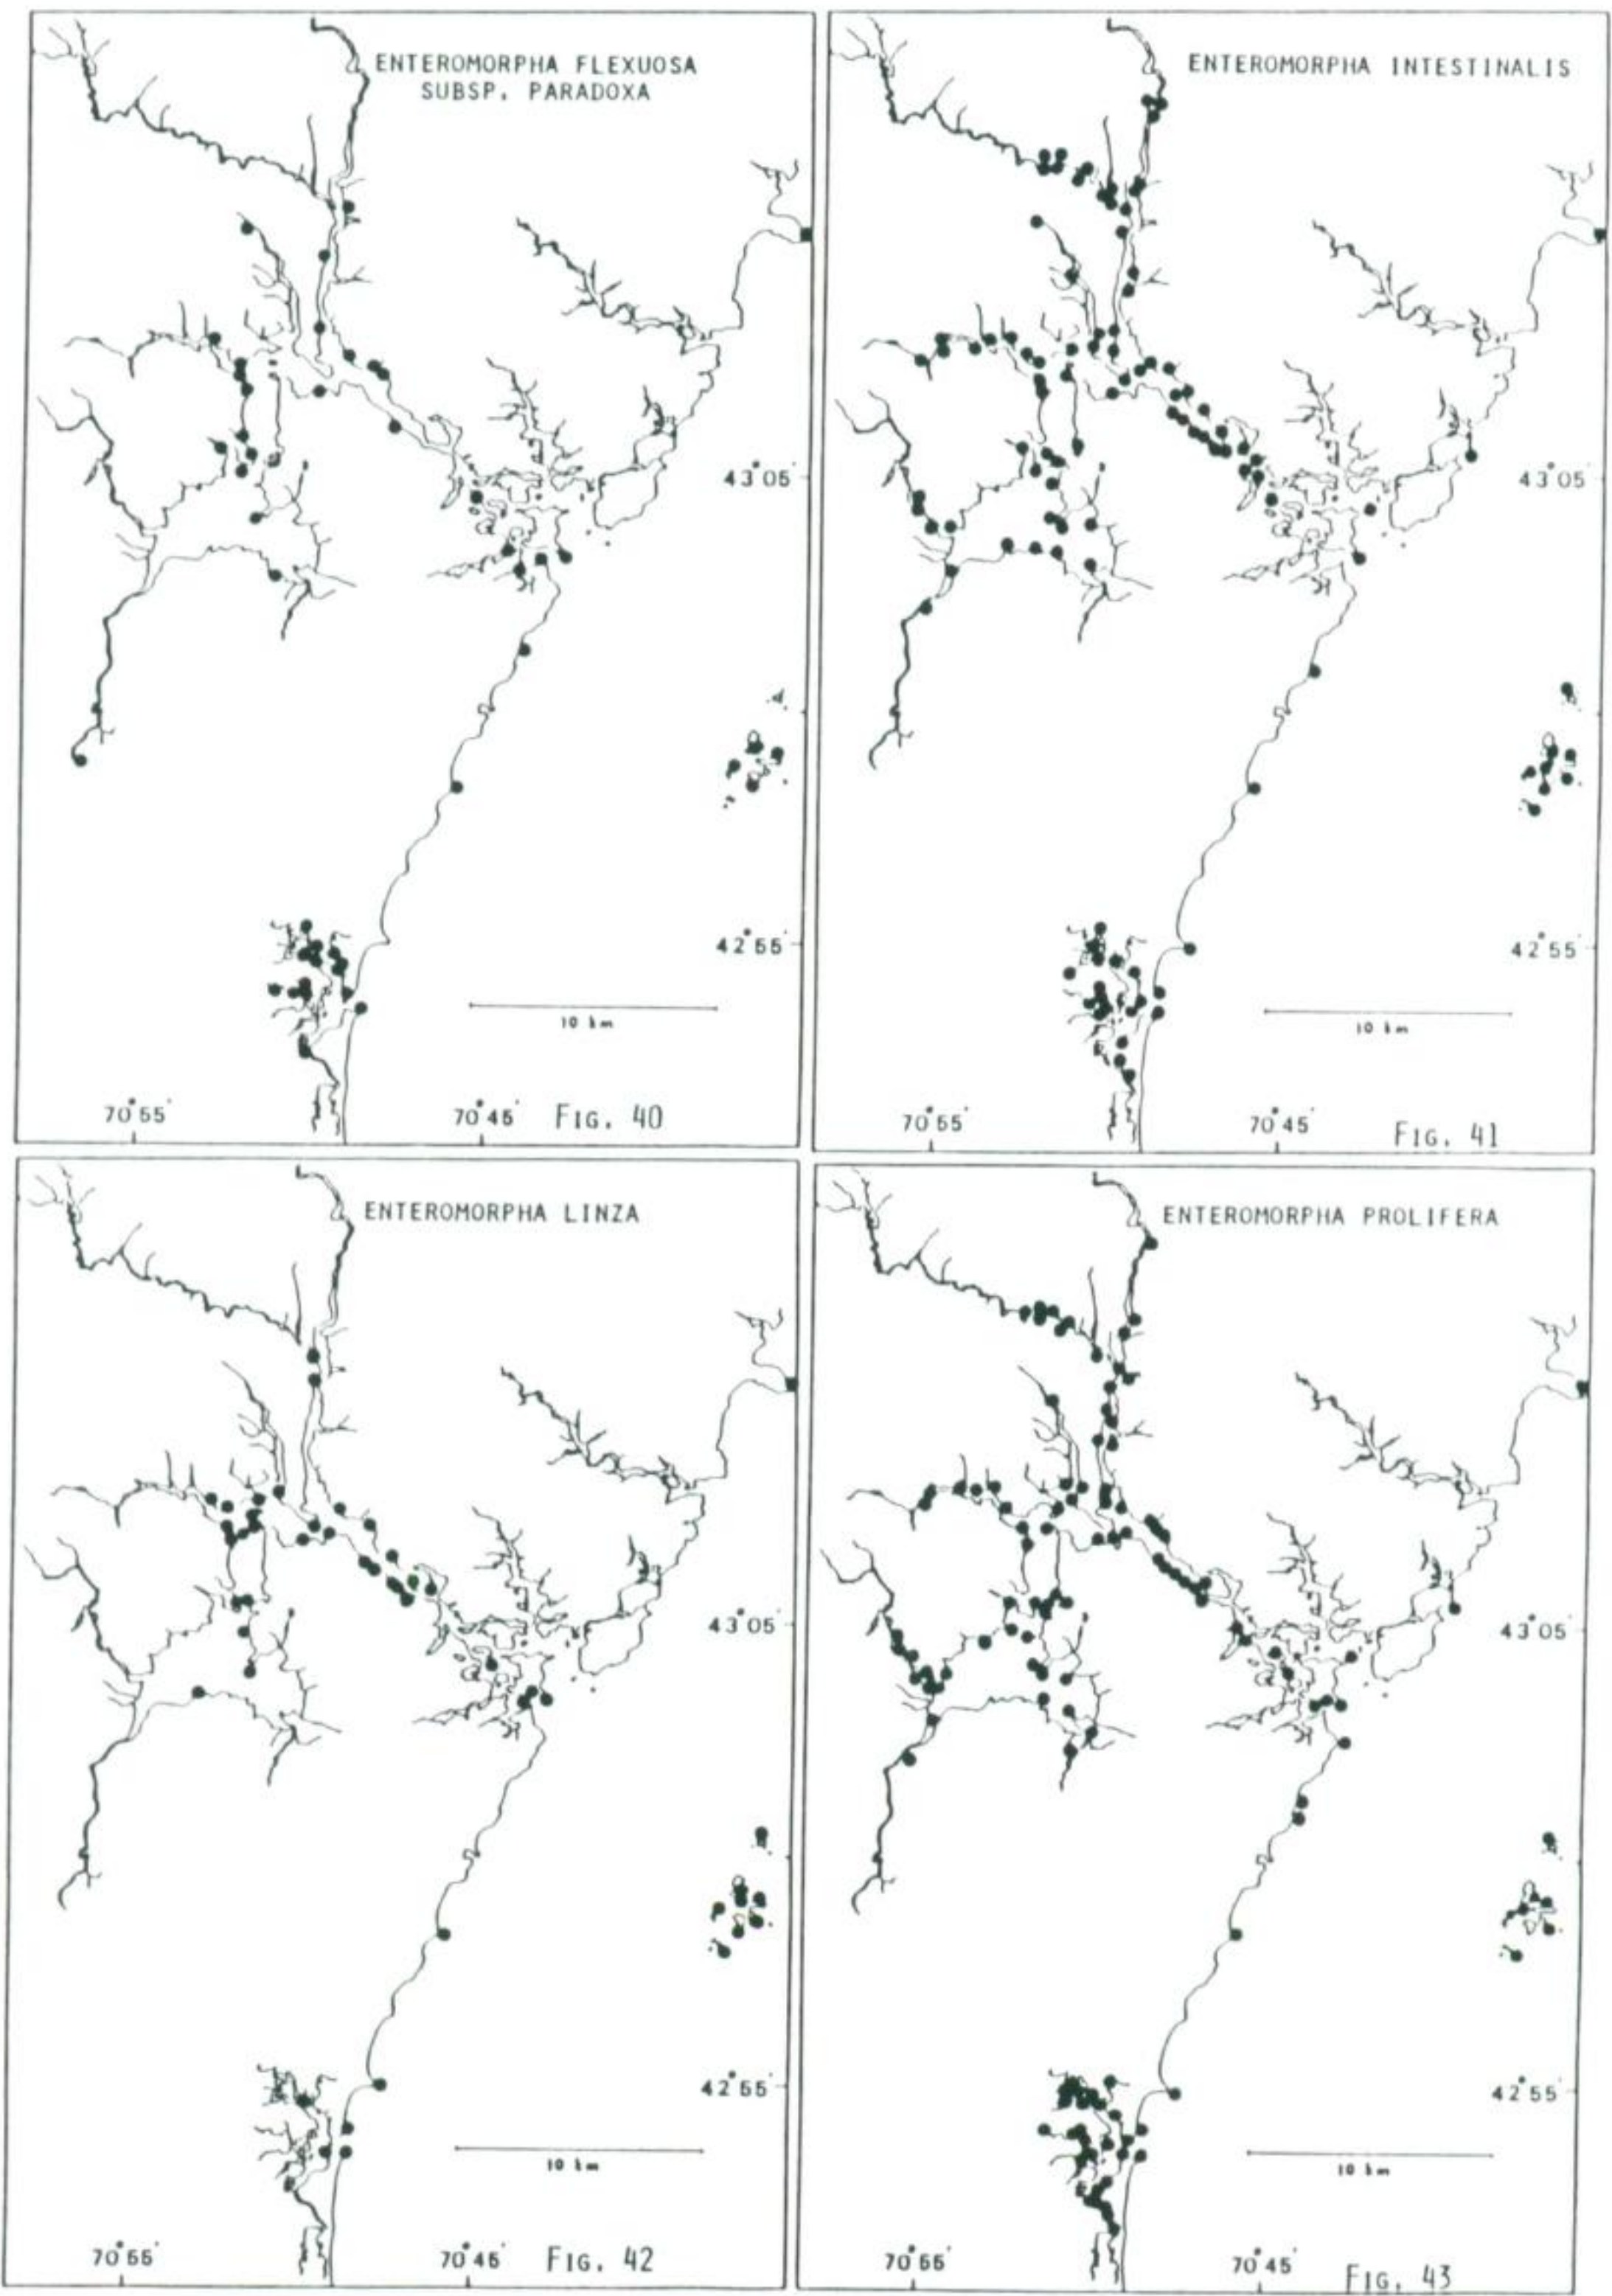 ENTEROMORPHA FLEXUOSA
SUBSP. PARADOXA
43°05'
42°55'
10 km
70°55'
70°45'
FIG. 40
ENTEROMORPHA INTESTINALIS
43°05'
42°55'
10 km
70°55'
70°45'
FIG. 41
ENTEROMORPHA LINZA
43°05'
42°55'
10 km
70°55'
70°45'
FIG. 42
ENTEROMORPHA PROLIFERA
43°05'
42°55'
10 km
70°55'
70°45'
FIG. 43